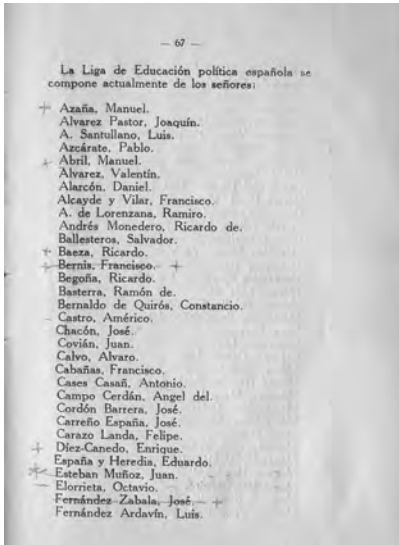 — 67 —
La Liga de Educación política española se
compone actualmente de los señores:
Azaña, Manuel.
Alvarez Pastor, Joaquín.
A. Santullano, Luis.
Azcárate, Pablo.
Abril, Manuel.
Alvarez, Valentín.
Alarcón, Daniel.
Alcayde y Vilar, Francisco.
A. de Lorenzana, Ramiro.
Andrés Monedero, Ricardo de.
Ballesteros, Salvador.
Baeza, Ricardo.
Bernis, Francisco.
Begoña, Ricardo.
Basterra, Ramón de.
Bernaldo de Quirós, Constancio.
Castro, Américo.
Chacón, José.
Covián, Juan.
Calvo, Alvaro.
Cabañas, Francisco.
Cases Casañ, Antonio.
Campo Cerdán, Angel del.
Cordón Barrera, José.
Carreño España, José.
Carazo Landa, Felipe.
Díez-Canedo, Enrique.
España y Heredia, Eduardo.
Esteban Muñoz, Juan.
Elorrieta, Octavio.
Fernández Zabala, José.
Fernández Ardavín, Luis.